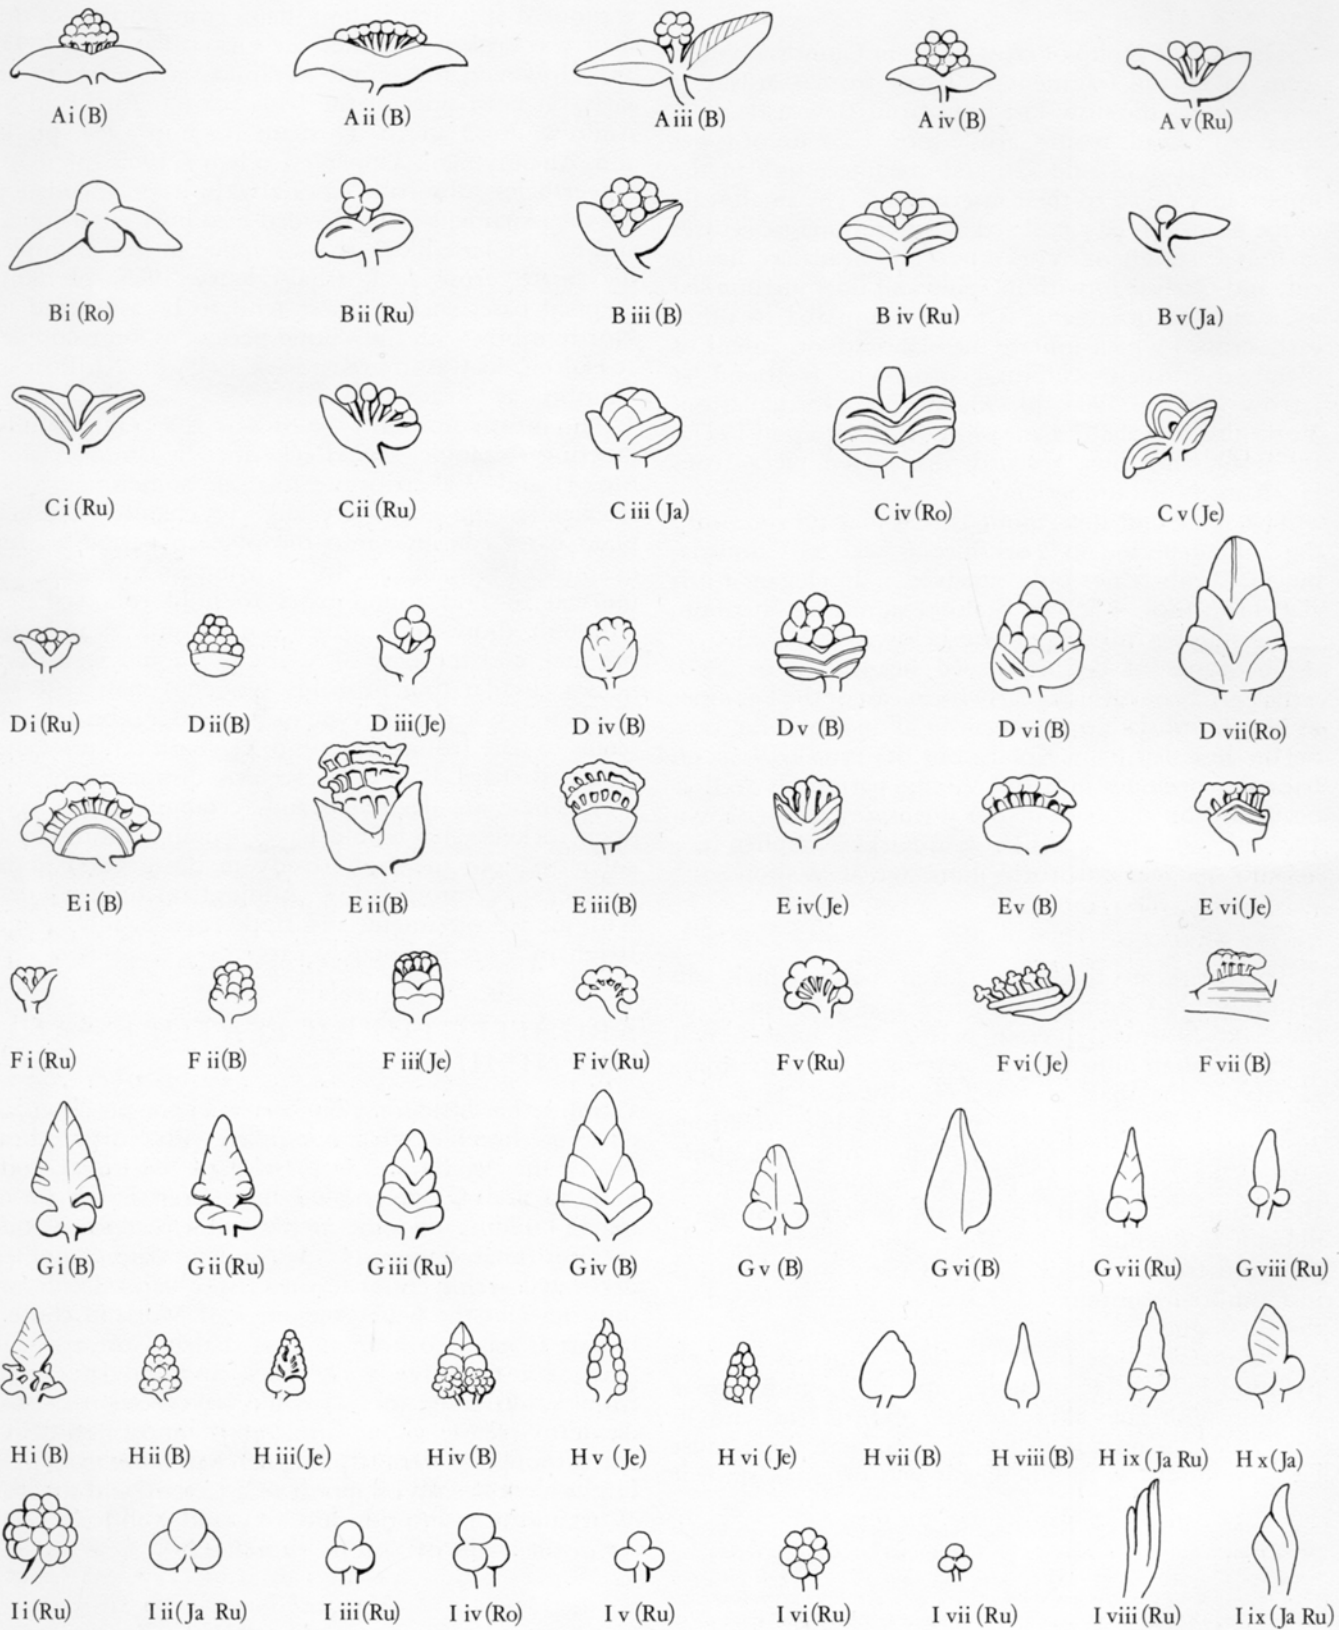 A i (B) A ii (B) A iii (B) A iv (B) A v (Ru)
B i (Ro) B ii (Ru) B iii (B) B iv (Ru) B v (Ja)
C i (Ru) C ii (Ru) C iii (Ja) C iv (Ro) C v (Je)
D i (Ru) D ii (B) D iii (Je) D iv (B) D v (B) D vi (B) D vii (Ro)
E i (B) E ii (B) E iii (B) E iv (Je) E v (B) E vi (Je)
F i (Ru) F ii (B) F iii (Je) F iv (Ru) F v (Ru) F vi (Je) F vii (B)
G i (B) G ii (Ru) G iii (Ru) G iv (B) G v (B) G vi (B) G vii (Ru) G viii (Ru)
H i (B) H ii (B) H iii (Je) H iv (B) H v (Je) H vi (Je) H vii (B) H viii (B) H ix (Ja Ru) H x (Ja)
I i (Ru) I ii (Ja Ru) I iii (Ru) I iv (Ro) I v (Ru) I vi (Ru) I vii (Ru) I viii (Ru) I ix (Ja Ru)